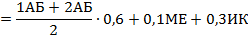 = (1АБ + 2АБ)/2 · 0,6 + 0,1МЕ + 0,3ИК